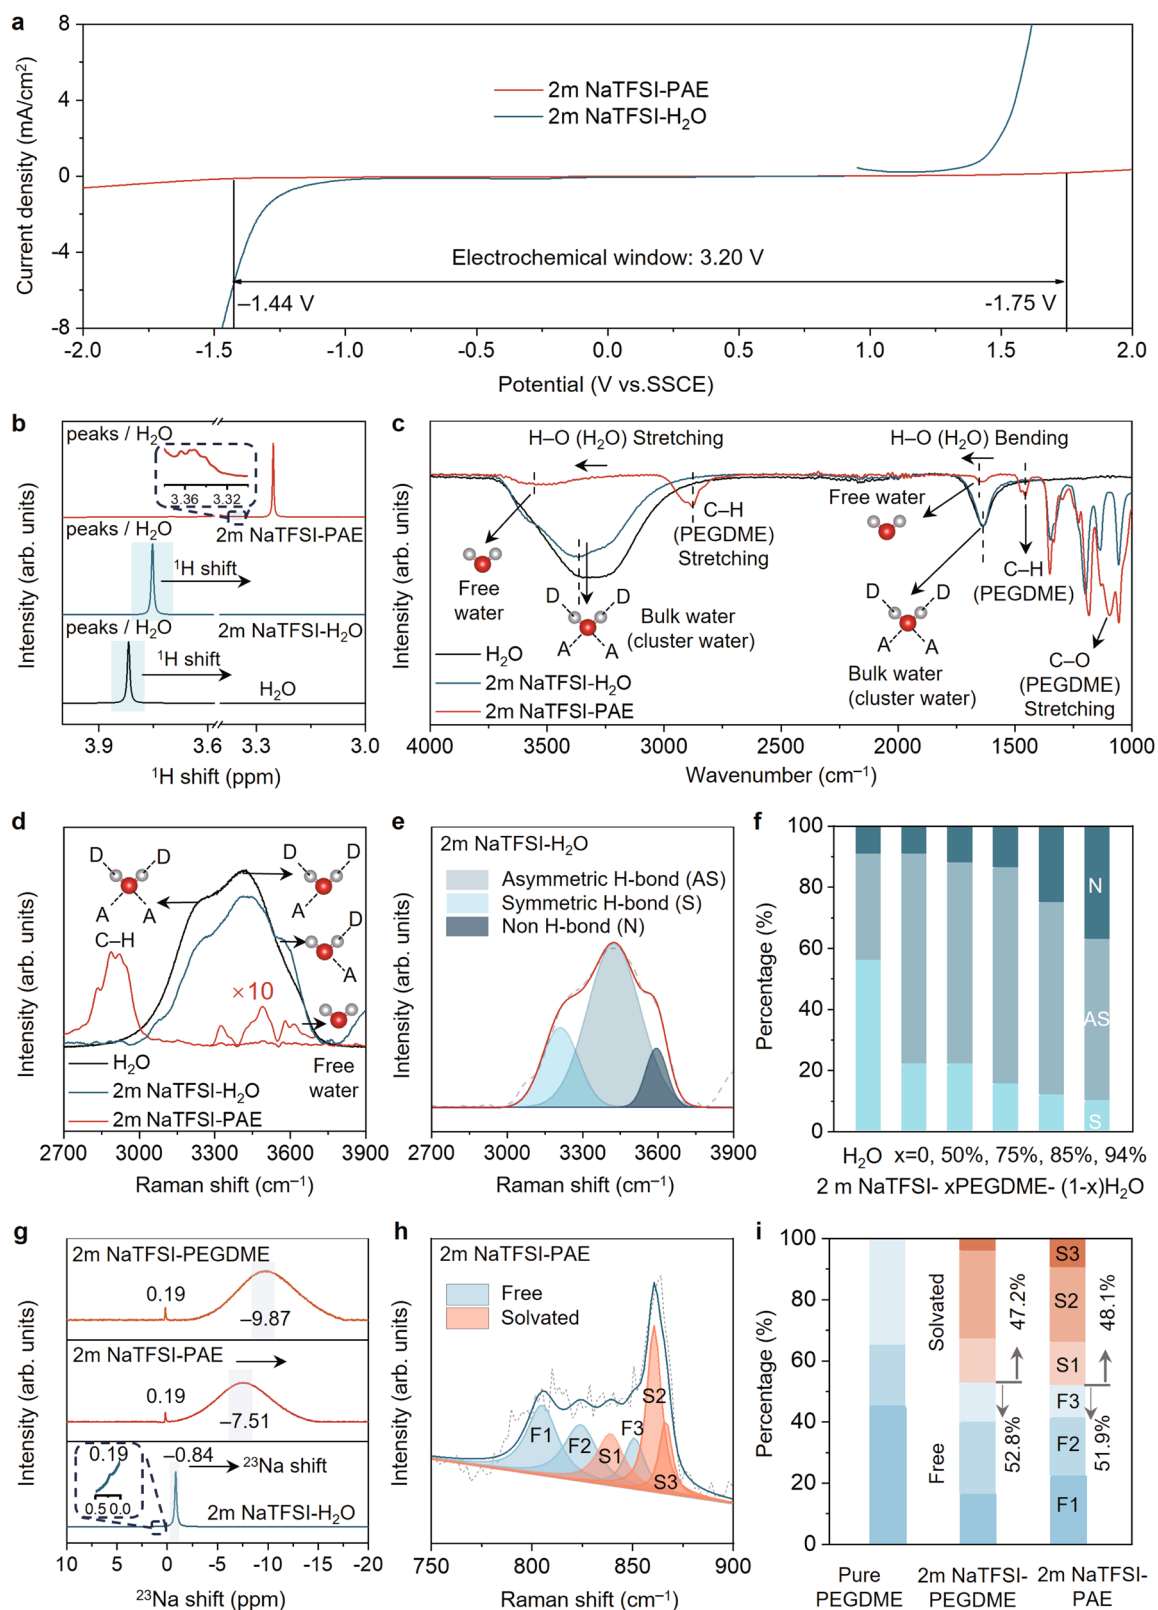 a
8
4
0
-4
-8
Current density (mA/cm²)
2m NaTFSI-PAE
2m NaTFSI-H₂O
Electrochemical window: 3.20 V
–1.44 V
-1.75 V
-2.0 -1.5 -1.0 -0.5 0.0 0.5 1.0 1.5 2.0
Potential (V vs.SSCE)
b
Intensity (arb. units)
peaks / H₂O
3.36 3.32
2m NaTFSI-PAE
peaks / H₂O
¹H shift
2m NaTFSI-H₂O
peaks / H₂O
¹H shift
H₂O
3.9 3.6 3.3 3.0
¹H shift (ppm)
c
Intensity (arb. units)
H–O (H₂O) Stretching
H–O (H₂O) Bending
Free water
C–H
(PEGDME)
Stretching
Free
water
D D
A A
Bulk water
(cluster water)
D D
A A
Bulk water
(cluster water)
C–H
(PEGDME)
C–O
(PEGDME)
Stretching
H₂O
2m NaTFSI-H₂O
2m NaTFSI-PAE
4000 3500 3000 2500 2000 1500 1000
Wavenumber (cm⁻¹)
d
Intensity (arb. units)
D D
A A
C–H
D D
A
D
A
×10
Free
water
H₂O
2m NaTFSI-H₂O
2m NaTFSI-PAE
2700 3000 3300 3600 3900
Raman shift (cm⁻¹)
e
Intensity (arb. units)
2m NaTFSI-H₂O
Asymmetric H-bond (AS)
Symmetric H-bond (S)
Non H-bond (N)
2700 3000 3300 3600 3900
Raman shift (cm⁻¹)
f
Percentage (%)
100
80
60
40
20
0
N
AS
S
H₂O x=0, 50%, 75%, 85%, 94%
2 m NaTFSI- xPEGDME- (1-x)H₂O
g
Intensity (arb. units)
2m NaTFSI-PEGDME
0.19
–9.87
2m NaTFSI-PAE
0.19
–7.51
0.19
0.5 0.0
–0.84
²³Na shift
2m NaTFSI-H₂O
10 5 0 -5 -10 -15 -20
²³Na shift (ppm)
h
Intensity (arb. units)
2m NaTFSI-PAE
Free
Solvated
F1
F2
S1
F3
S2
S3
750 800 850 900
Raman shift (cm⁻¹)
i
Percentage (%)
100
80
60
40
20
0
Solvated
Free
47.2%
52.8%
S3
S2
S1
F3
F2
F1
48.1%
51.9%
Pure
PEGDME
2m NaTFSI-
PEGDME
2m NaTFSI-
PAE